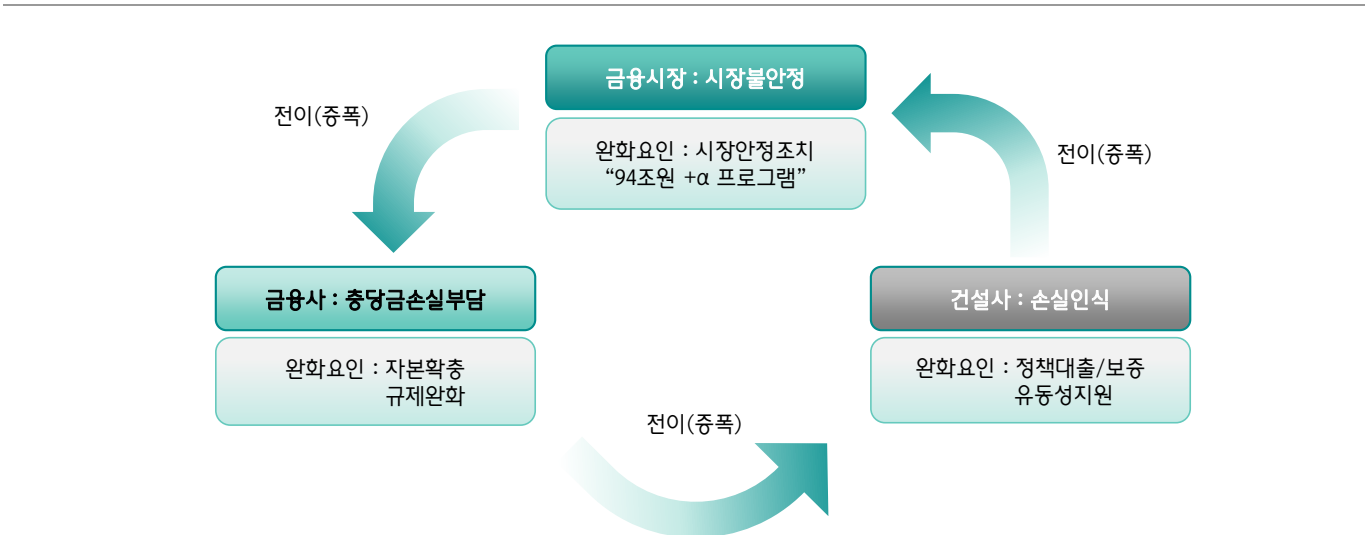 금융시장 : 시장불안정
전이(증폭)
완화요인 : 시장안정조치
“94조원 +α 프로그램”
전이(증폭)
금융사 : 충당금손실부담
건설사 : 손실인식
완화요인 : 자본확충
규제완화
완화요인 : 정책대출/보증
유동성지원
전이(증폭)